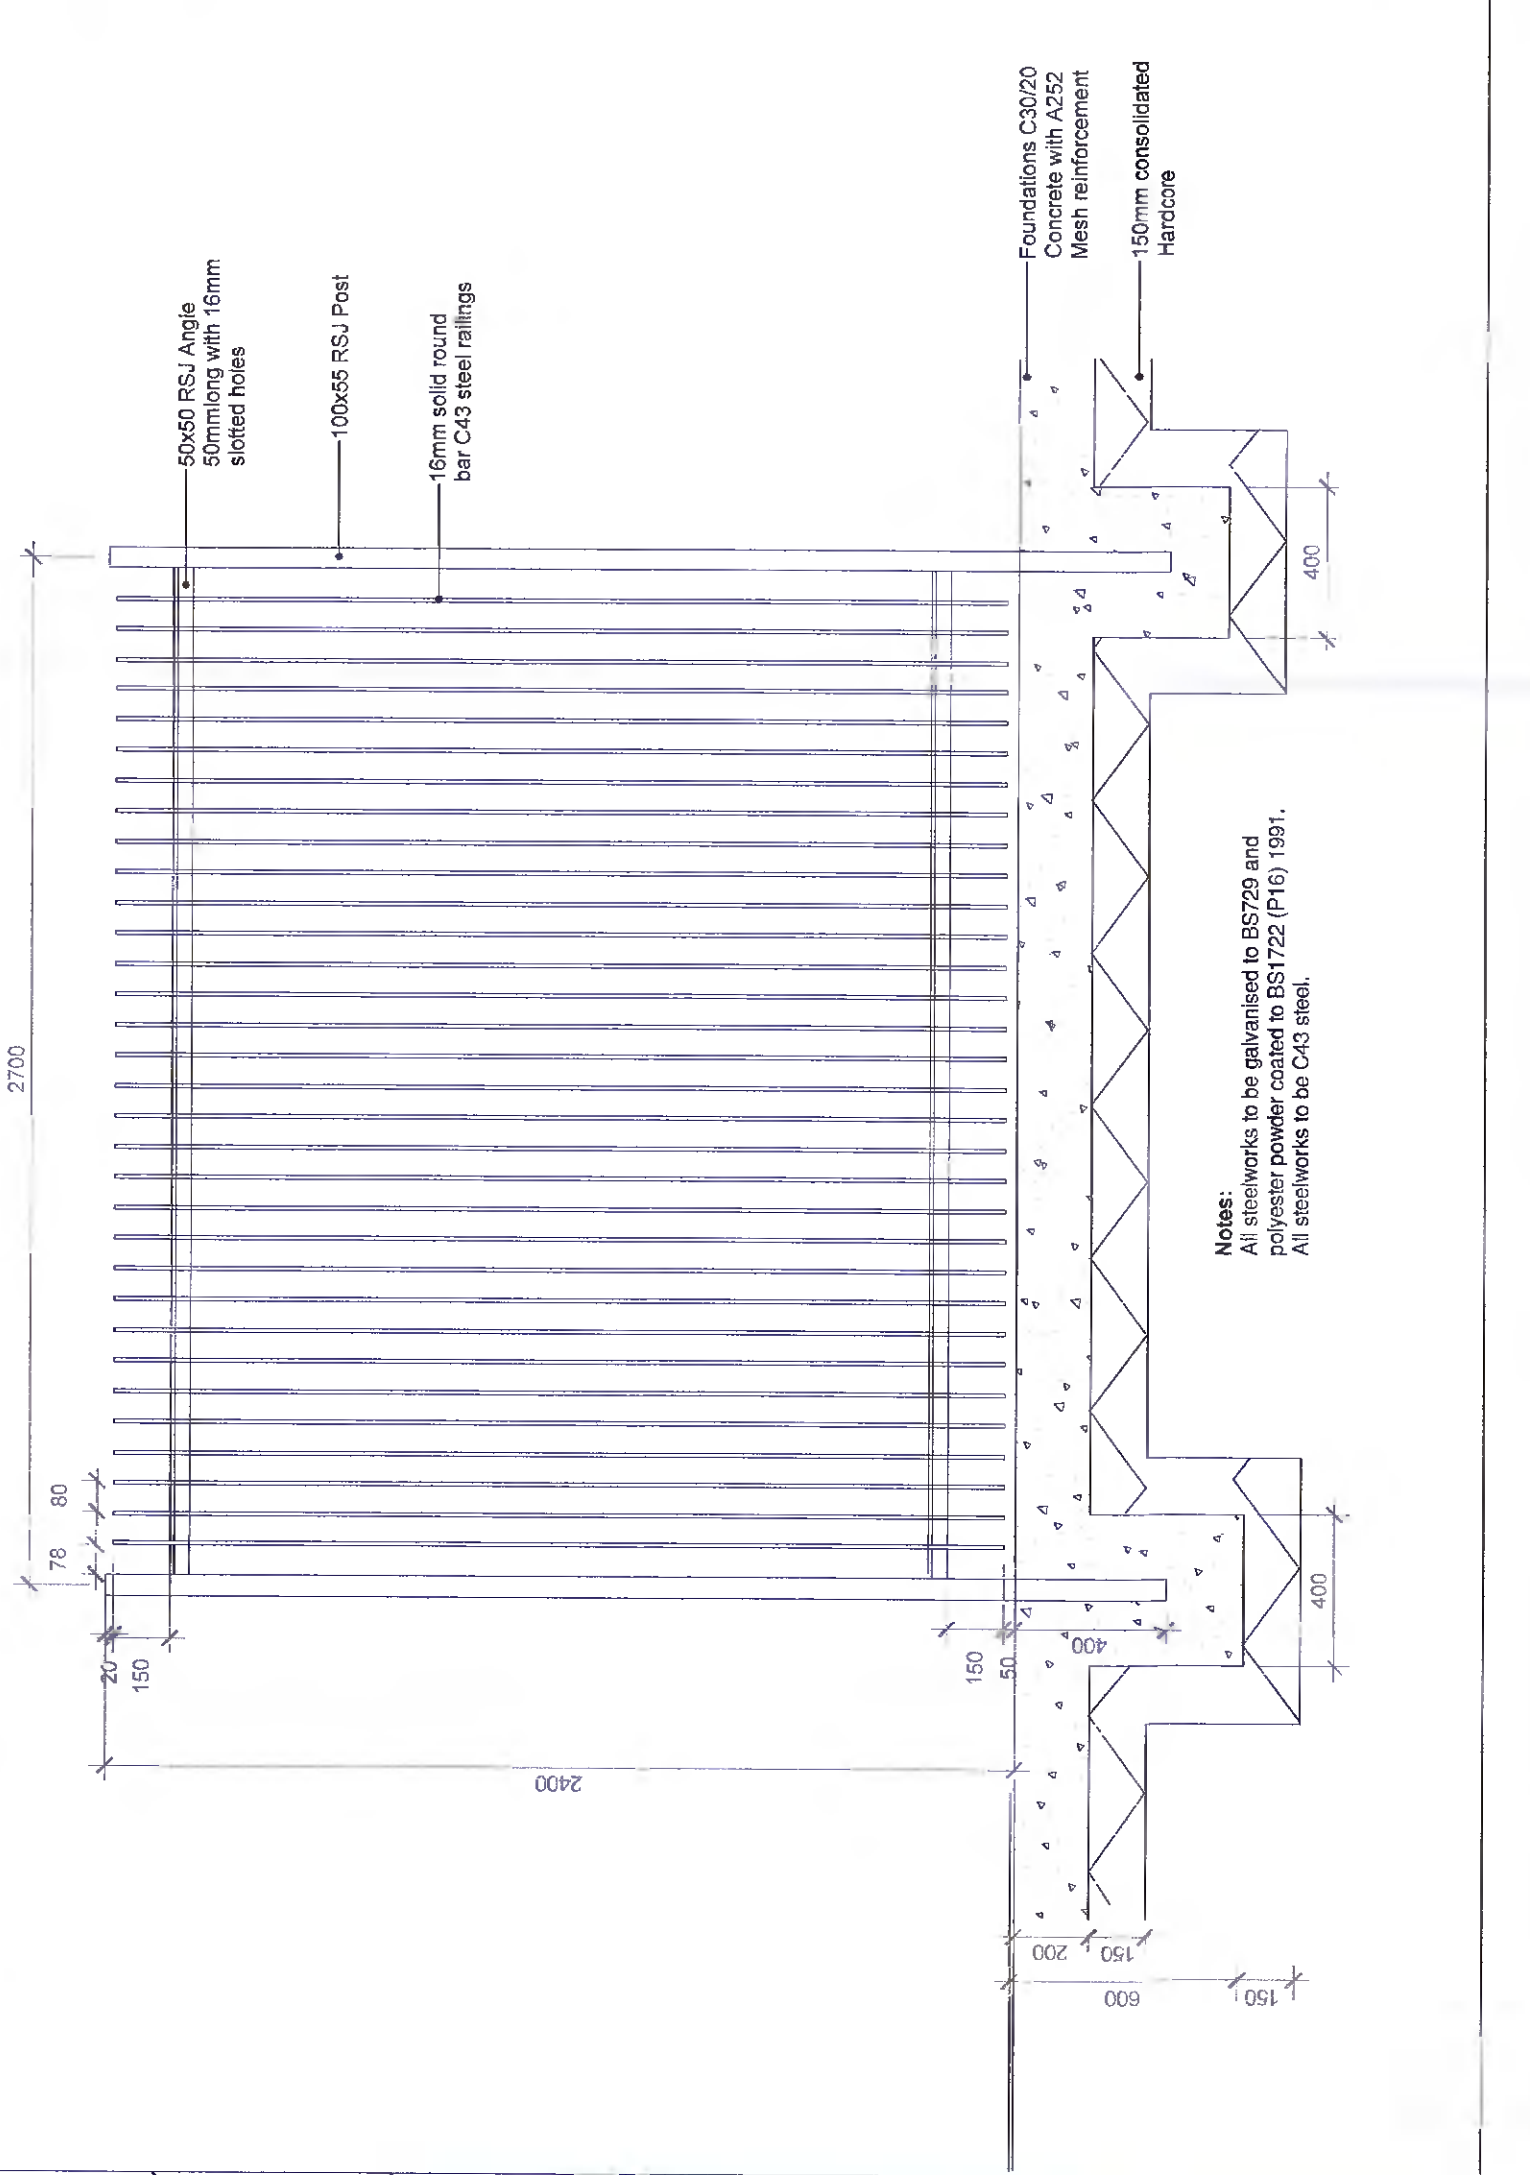 2700
78
80
50x50 RSJ Angle
50mmlong with 16mm
slotted holes
100x55 RSJ Post
16mm solid round
bar C43 steel railings
20
150
2400
150
50
400
Foundations C30/20
Concrete with A252
Mesh reinforcement
150mm consolidated
Hardcore
200
150
600
150
400
400
Notes:
All steelworks to be galvanised to BS729 and
polyester powder coated to BS1722 (P16) 1991.
All steelworks to be C43 steel.